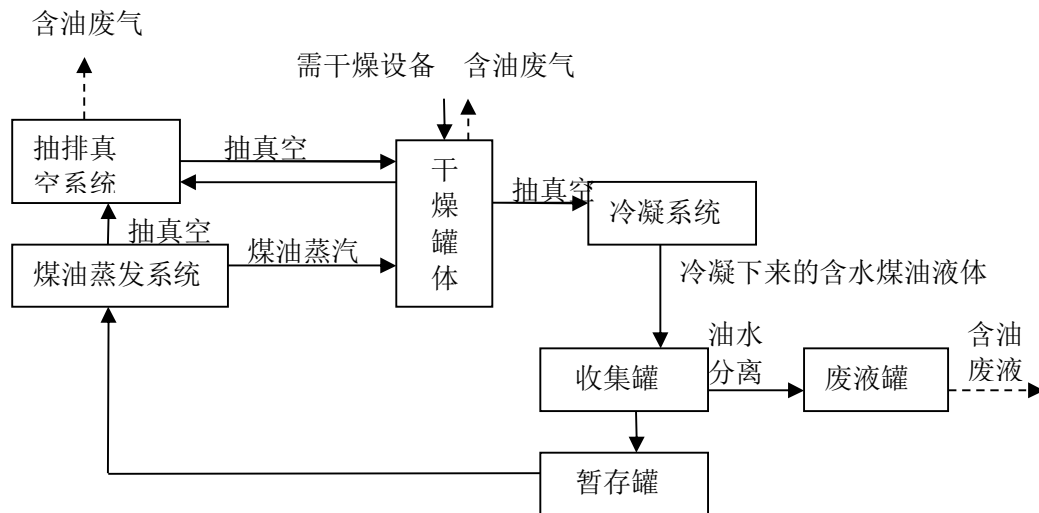 含油废气
需干燥设备
含油废气
抽排真
空系统
抽真空
干
燥
罐
体
抽真空
冷凝系统
抽真空
煤油蒸发系统
煤油蒸汽
冷凝下来的含水煤油液体
油水
分离
含油
废液
收集罐
废液罐
暂存罐